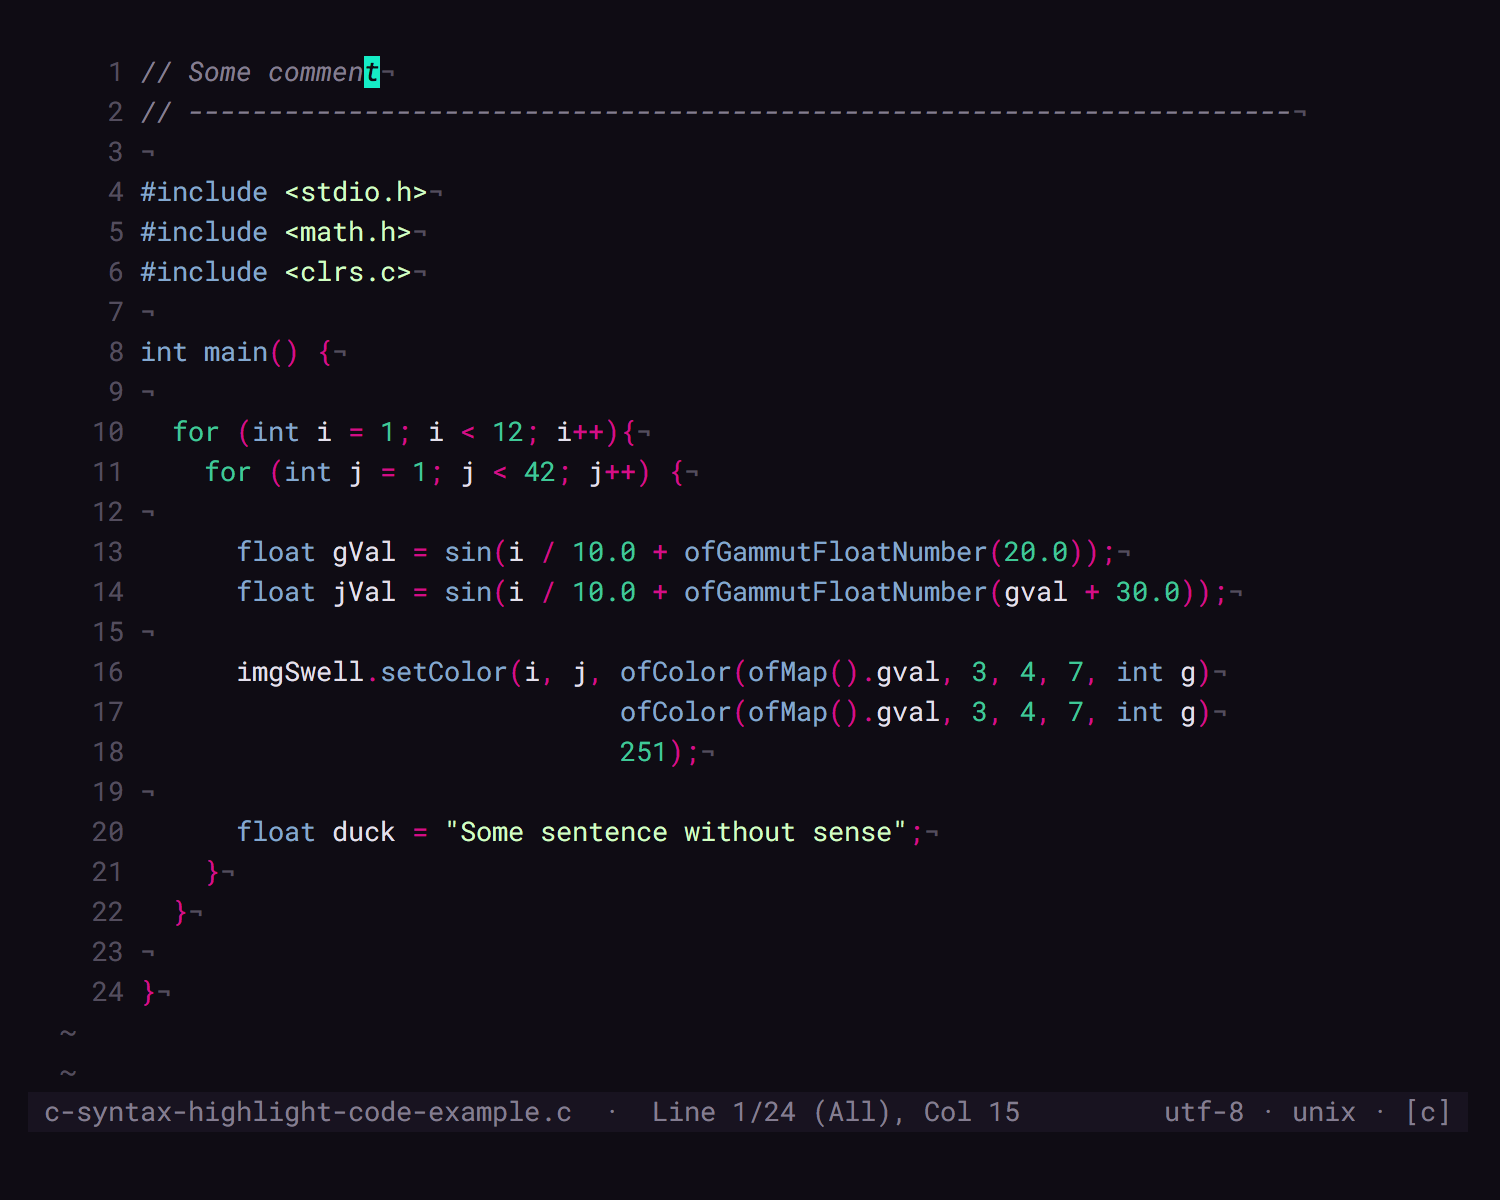 1 // Some comment¬
2 // ---------------------------------------------------------------------¬
3 ¬
4 #include <stdio.h>¬
5 #include <math.h>¬
6 #include <clrs.c>¬
7 ¬
8 int main() {¬
9 ¬
10   for (int i = 1; i < 12; i++){¬
11     for (int j = 1; j < 42; j++) {¬
12 ¬
13       float gVal = sin(i / 10.0 + ofGammutFloatNumber(20.0));¬
14       float jVal = sin(i / 10.0 + ofGammutFloatNumber(gval + 30.0));¬
15 ¬
16       imgSwell.setColor(i, j, ofColor(ofMap().gval, 3, 4, 7, int g)¬
17                               ofColor(ofMap().gval, 3, 4, 7, int g)¬
18                               251);¬
19 ¬
20       float duck = "Some sentence without sense";¬
21     }¬
22   }¬
23 ¬
24 }¬
~
~
c-syntax-highlight-code-example.c  ·  Line 1/24 (All), Col 15         utf-8 · unix · [c]